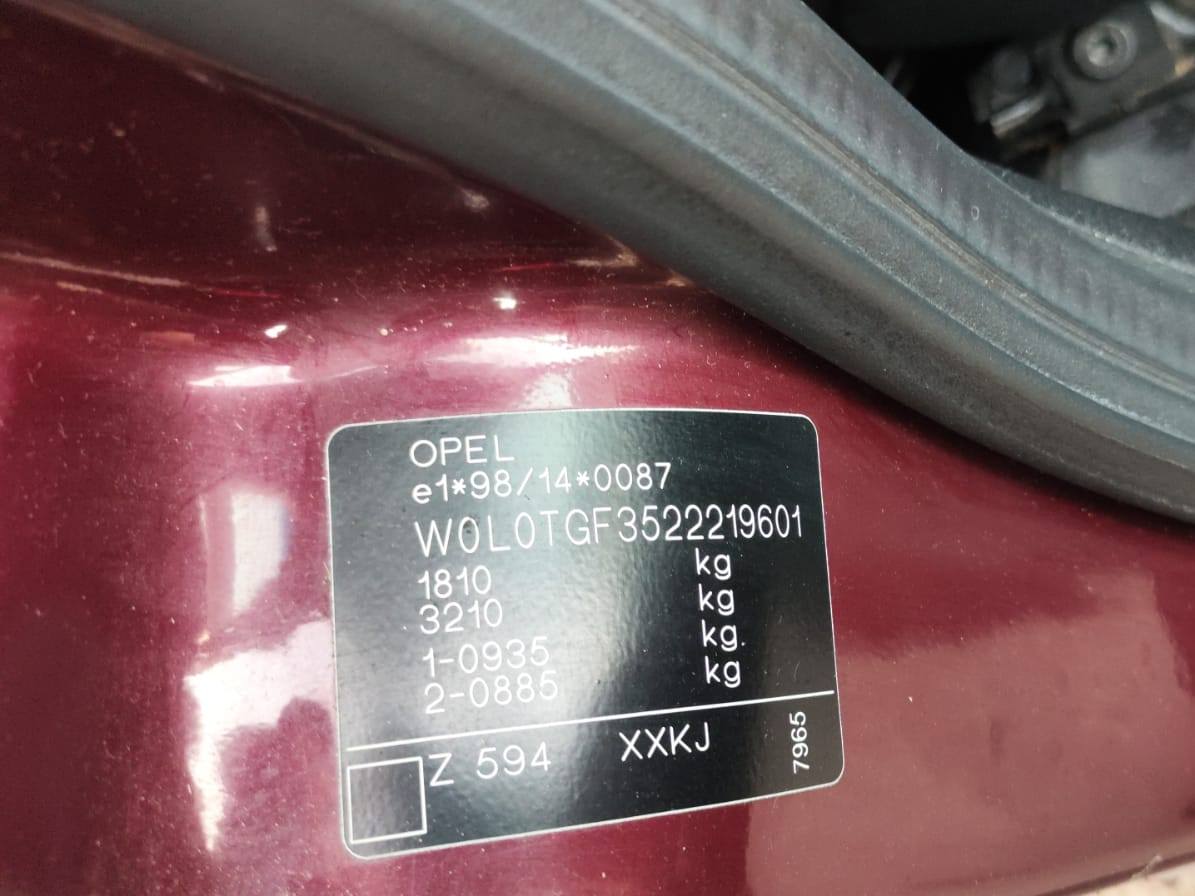 OPEL
e1*98/14*0087
W0L0TGF3522219601
1810 kg
3210 kg
1-0935 kg
2-0885 kg
Z 594 XXKJ 7965